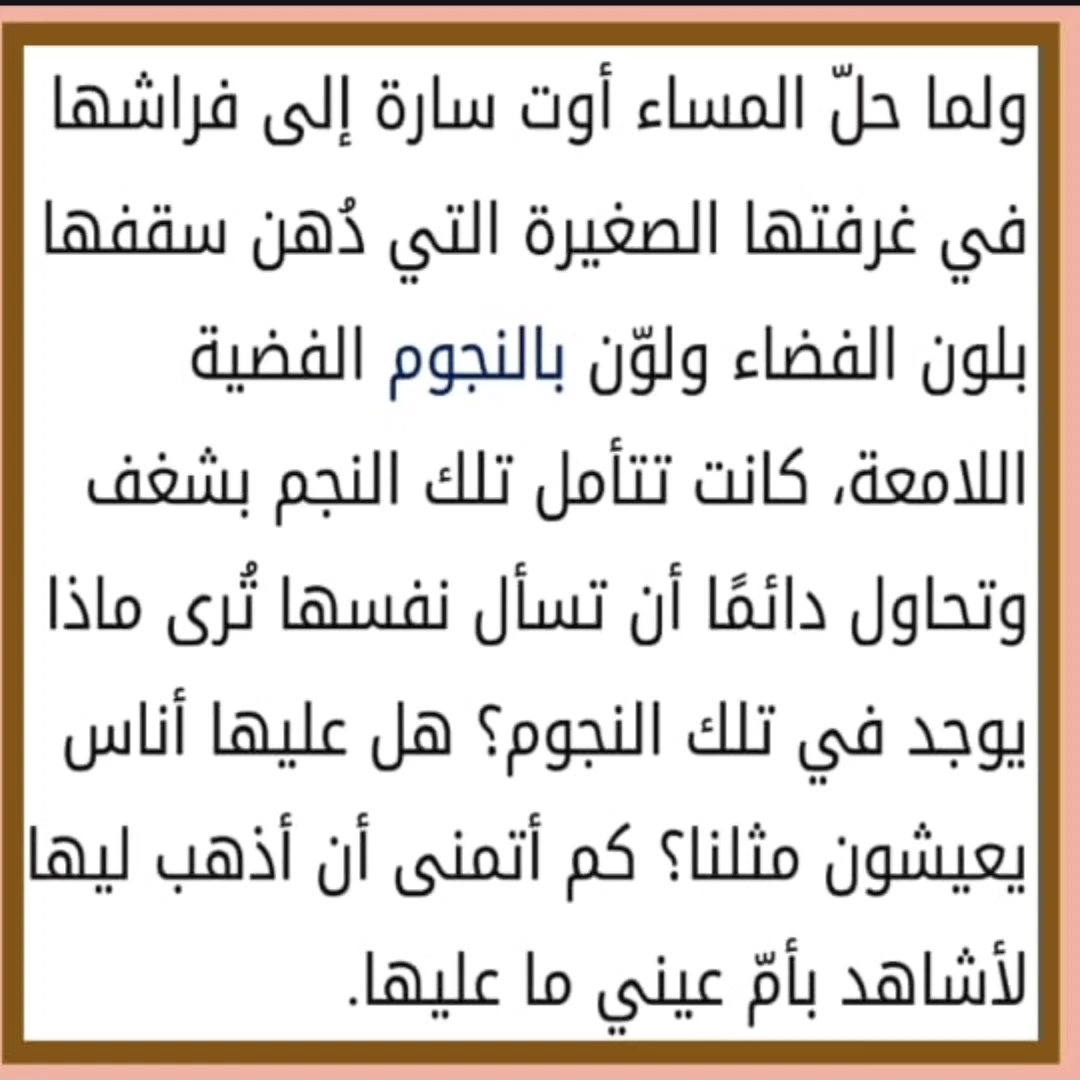 ولما حلّ المساء أوت سارة إلى فراشها
في غرفتها الصغيرة التي دُهن سقفها
بلون الفضاء ولوّن بالنجوم الفضية
اللامعة، كانت تتأمل تلك النجم بشغف
وتحاول دائمًا أن تسأل نفسها تُرى ماذا
يوجد في تلك النجوم؟ هل عليها أناس
يعيشون مثلنا؟ كم أتمنى أن أذهب ليها
لأشاهد بأمّ عيني ما عليها.